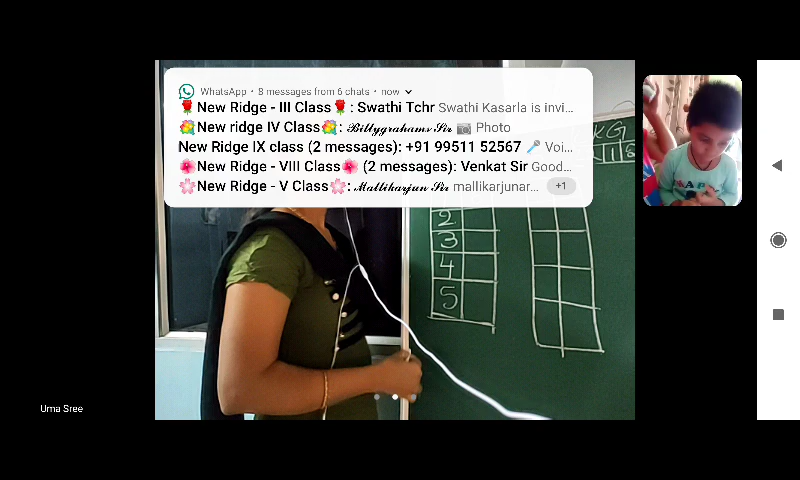 WhatsApp • 8 messages from 6 chats • now
🌹New Ridge - III Class🌹: Swathi Tchr Swathi Kasarla is invi...
💐New ridge IV Class💐: 𝓑𝓲𝓵𝓵𝔂𝓰𝓻𝓪𝓱𝓪𝓶𝓼 𝓢𝓲𝓻 📷 Photo
New Ridge IX class (2 messages): +91 99511 52567 🎤 Voi...
🌺New Ridge - VIII Class🌺 (2 messages): Venkat Sir Good...
🌸New Ridge - V Class🌸: 𝓜𝓪𝓵𝓵𝓲𝓴𝓪𝓻𝓳𝓾𝓷 𝓢𝓲𝓻 mallikarjunar... +1
KG
2
3
4
5
Uma Sree